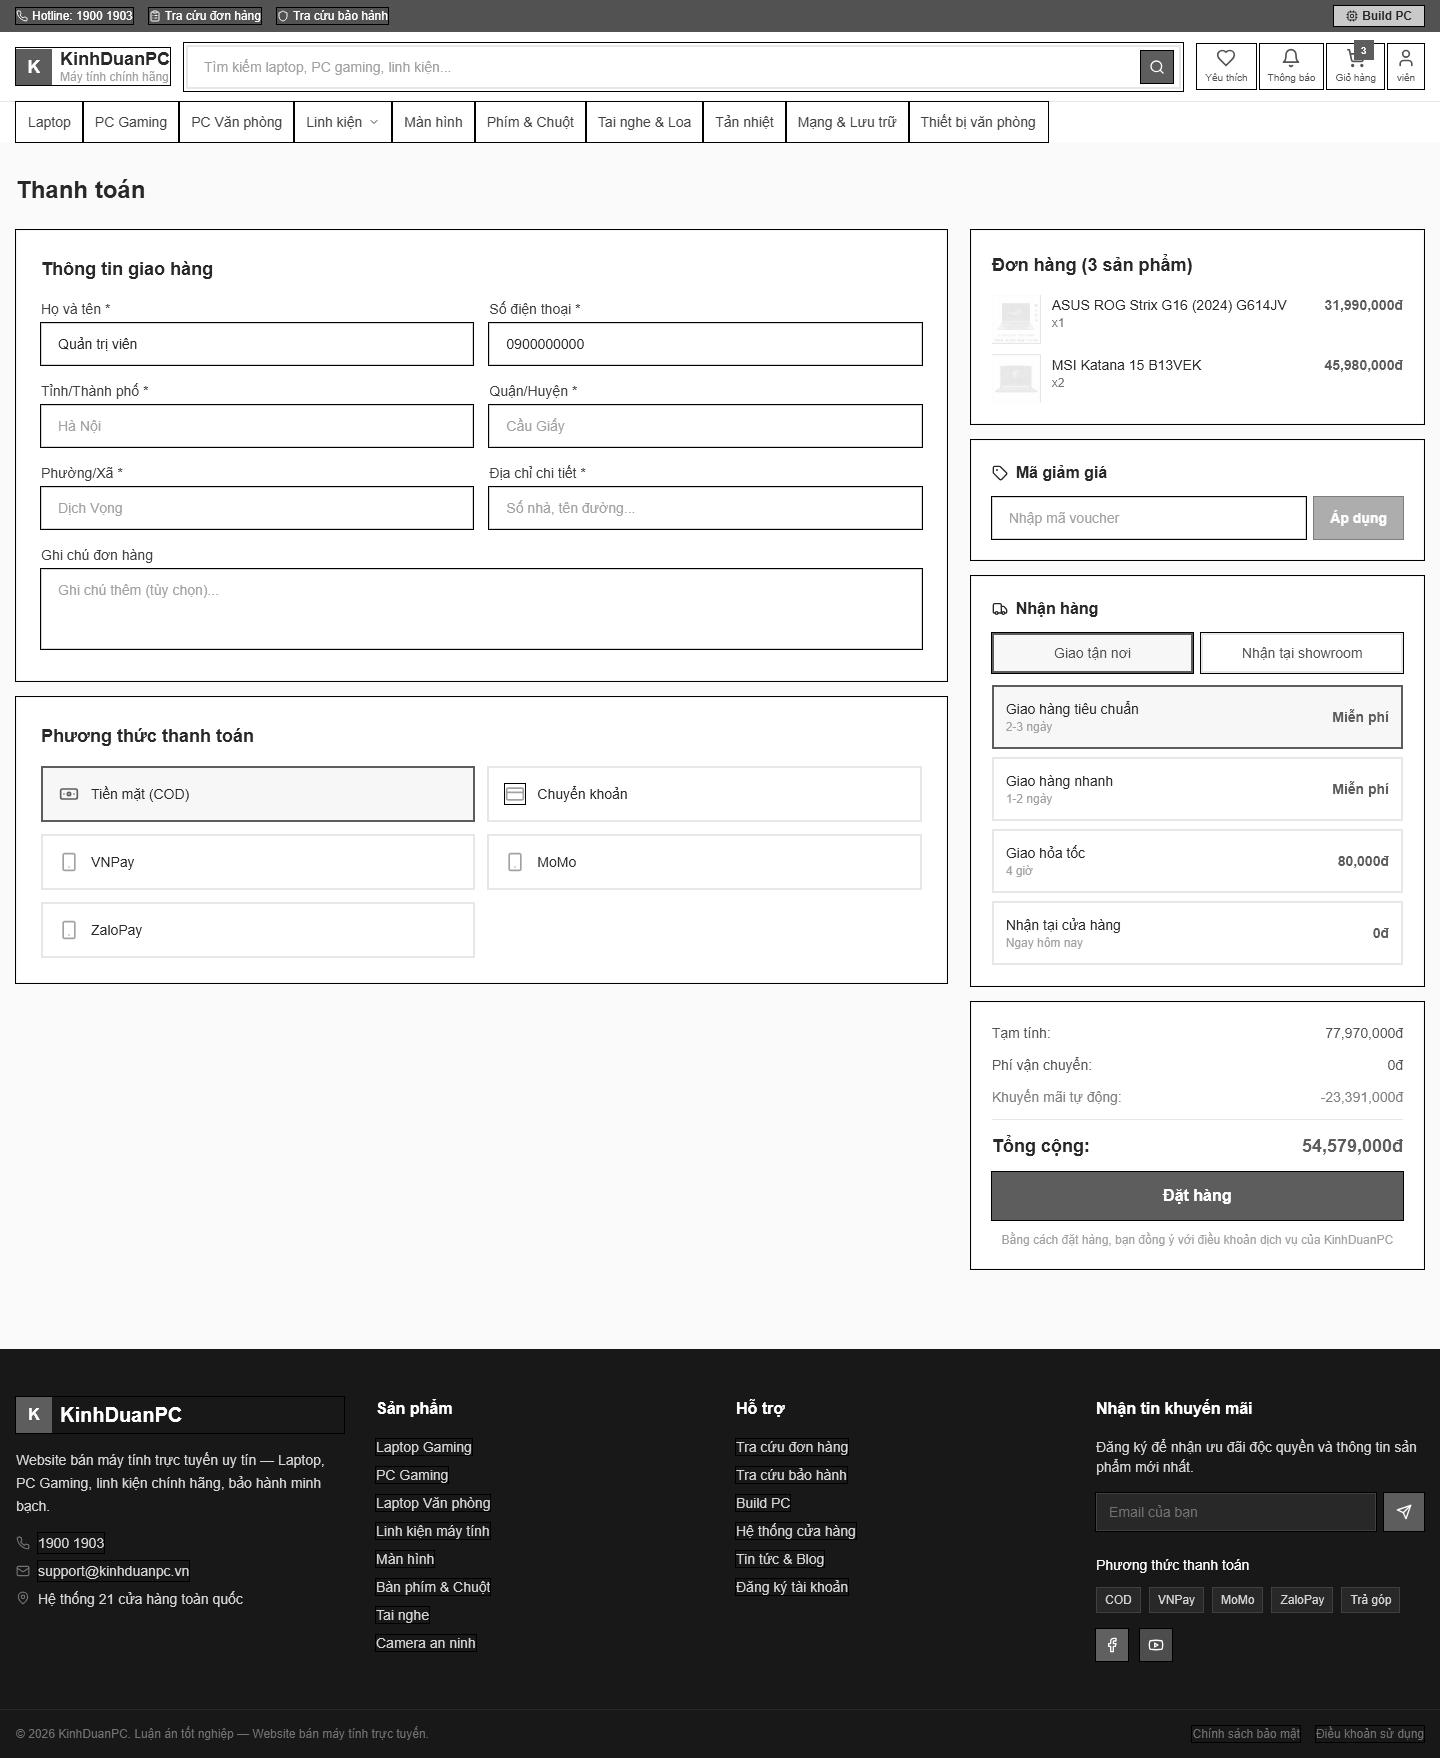 Hotline: 1900 1903
Tra cứu đơn hàng
Tra cứu bảo hành
Build PC
K
KinhDuanPC
Máy tính chính hãng
Tìm kiếm laptop, PC gaming, linh kiện...
Yêu thích
Thông báo
3
Giỏ hàng
viên
Laptop
PC Gaming
PC Văn phòng
Linh kiện
Màn hình
Phím & Chuột
Tai nghe & Loa
Tản nhiệt
Mạng & Lưu trữ
Thiết bị văn phòng
Thanh toán
Thông tin giao hàng
Họ và tên *
Số điện thoại *
Quản trị viên
0900000000
Tỉnh/Thành phố *
Quận/Huyện *
Hà Nội
Cầu Giấy
Phường/Xã *
Địa chỉ chi tiết *
Dịch Vọng
Số nhà, tên đường...
Ghi chú đơn hàng
Ghi chú thêm (tùy chọn)...
Phương thức thanh toán
Tiền mặt (COD)
Chuyển khoản
VNPay
MoMo
ZaloPay
Đơn hàng (3 sản phẩm)
ASUS ROG Strix G16 (2024) G614JV
31,990,000đ
x1
MSI Katana 15 B13VEK
45,980,000đ
x2
Mã giảm giá
Nhập mã voucher
Áp dụng
Nhận hàng
Giao tận nơi
Nhận tại showroom
Giao hàng tiêu chuẩn
2-3 ngày
Miễn phí
Giao hàng nhanh
1-2 ngày
Miễn phí
Giao hỏa tốc
4 giờ
80,000đ
Nhận tại cửa hàng
Ngay hôm nay
0đ
Tạm tính:
77,970,000đ
Phí vận chuyển:
0đ
Khuyến mãi tự động:
-23,391,000đ
Tổng cộng:
54,579,000đ
Đặt hàng
Bằng cách đặt hàng, bạn đồng ý với điều khoản dịch vụ của KinhDuanPC
K
KinhDuanPC
Website bán máy tính trực tuyến uy tín — Laptop,
PC Gaming, linh kiện chính hãng, bảo hành minh
bạch.
1900 1903
support@kinhduanpc.vn
Hệ thống 21 cửa hàng toàn quốc
Sản phẩm
Laptop Gaming
PC Gaming
Laptop Văn phòng
Linh kiện máy tính
Màn hình
Bàn phím & Chuột
Tai nghe
Camera an ninh
Hỗ trợ
Tra cứu đơn hàng
Tra cứu bảo hành
Build PC
Hệ thống cửa hàng
Tin tức & Blog
Đăng ký tài khoản
Nhận tin khuyến mãi
Đăng ký để nhận ưu đãi độc quyền và thông tin sản
phẩm mới nhất.
Email của bạn
Phương thức thanh toán
COD
VNPay
MoMo
ZaloPay
Trả góp
© 2026 KinhDuanPC. Luận án tốt nghiệp — Website bán máy tính trực tuyến.
Chính sách bảo mật
Điều khoản sử dụng